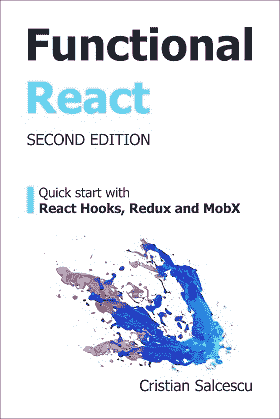 Functional
React
SECOND EDITION
Quick start with
React Hooks, Redux and MobX
Cristian Salcescu